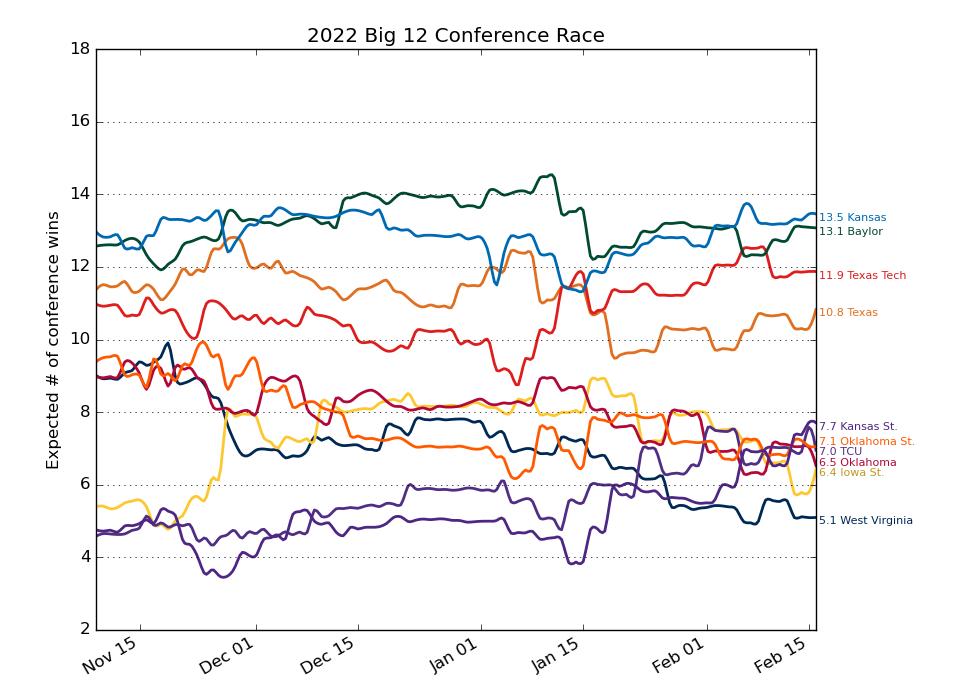 2022 Big 12 Conference Race
Expected # of conference wins
18
16
14
12
10
8
6
4
2
Nov 15
Dec 01
Dec 15
Jan 01
Jan 15
Feb 01
Feb 15
13.5 Kansas
13.1 Baylor
11.9 Texas Tech
10.8 Texas
7.7 Kansas St.
7.1 Oklahoma St.
7.0 TCU
6.5 Oklahoma
6.4 Iowa St.
5.1 West Virginia